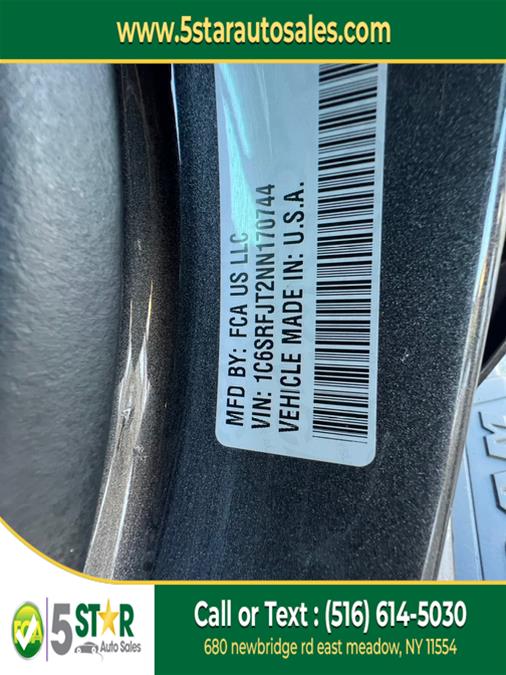 www.5starautosales.com
MFD BY: FCA US LLC
VIN: 1C6SRFJT2NN170744
VEHICLE MADE IN: U.S.A.
FCA
5 STAR
Auto Sales
Call or Text : (516) 614-5030
680 newbridge rd east meadow, NY 11554